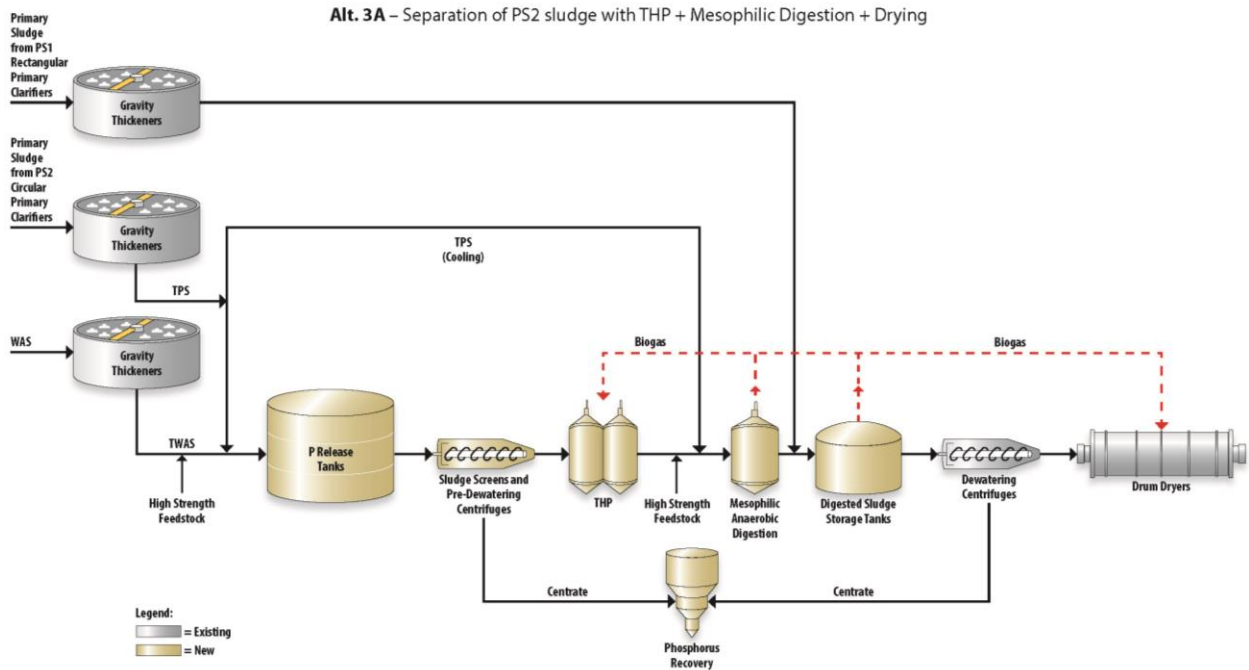 Alt. 3A – Separation of PS2 sludge with THP + Mesophilic Digestion + Drying
Primary
Sludge
from PS1
Rectangular
Primary
Clarifiers
Gravity
Thickeners
Primary
Sludge
from PS2
Circular
Primary
Clarifiers
Gravity
Thickeners
TPS
TPS
(Cooling)
WAS
Gravity
Thickeners
Biogas
Biogas
TWAS
High Strength
Feedstock
P Release
Tanks
Sludge Screens and
Pre-Dewatering
Centrifuges
THP
High Strength
Feedstock
Mesophilic
Anaerobic
Digestion
Digested Sludge
Storage Tanks
Dewatering
Centrifuges
Drum Dryers
Centrate
Centrate
Phosphorus
Recovery
Legend:
= Existing
= New